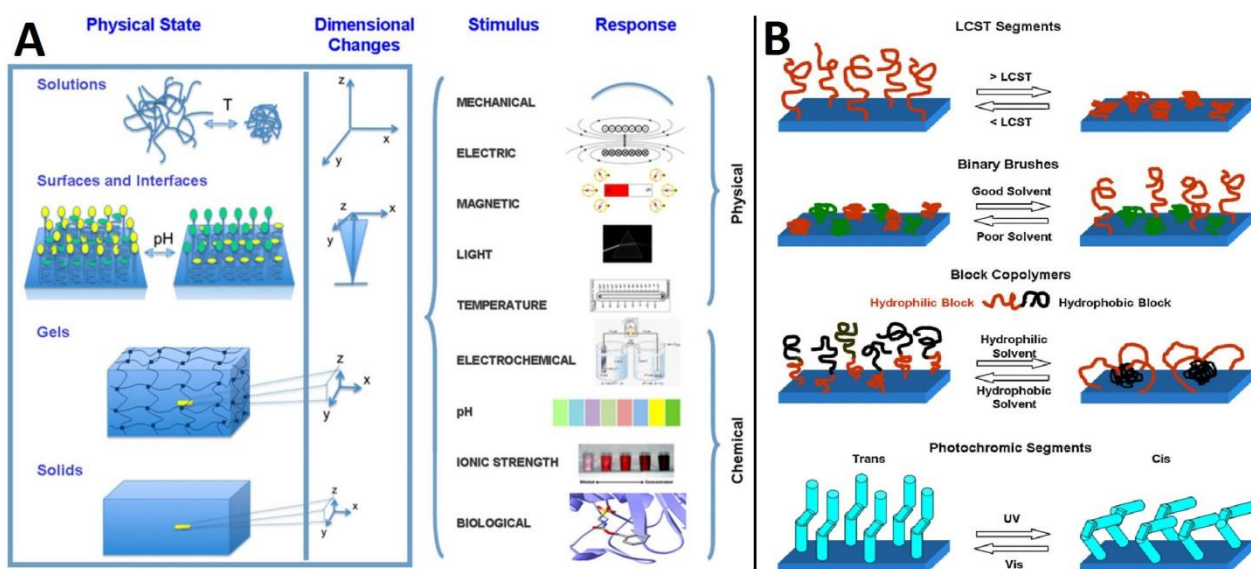 A
Physical State
Dimensional
Changes
Stimulus
Response
Solutions
T
z
x
y
Surfaces and Interfaces
pH
z
x
y
Gels
z
x
y
Solids
z
x
y
MECHANICAL
ELECTRIC
MAGNETIC
LIGHT
TEMPERATURE
ELECTROCHEMICAL
pH
IONIC STRENGTH
BIOLOGICAL
Physical
Chemical
B
LCST Segments
> LCST
< LCST
Binary Brushes
Good Solvent
Poor Solvent
Block Copolymers
Hydrophilic Block
Hydrophobic Block
Hydrophilic
Solvent
Hydrophobic
Solvent
Photochromic Segments
Trans
Cis
UV
Vis